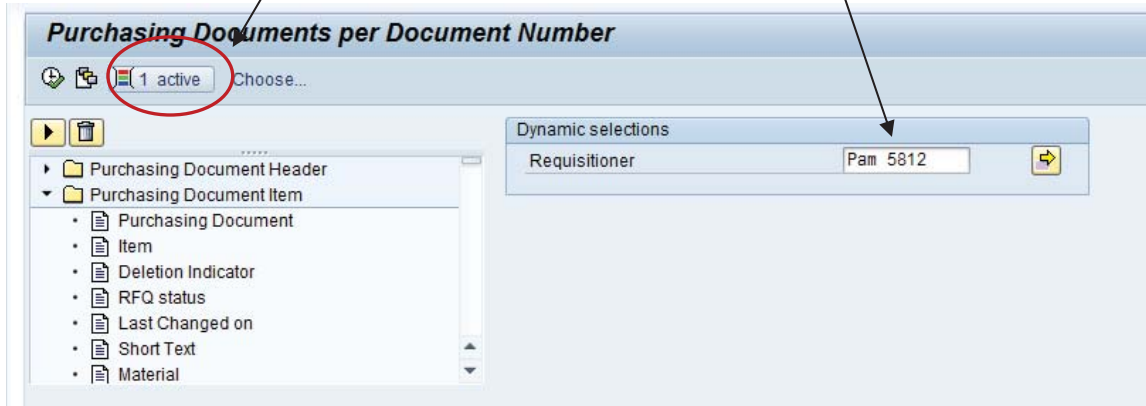 Purchasing Documents per Document Number
1 active Choose...
Dynamic selections
Requisitioner Pam 5812
Purchasing Document Header
Purchasing Document Item
Purchasing Document
Item
Deletion Indicator
RFQ status
Last Changed on
Short Text
Material